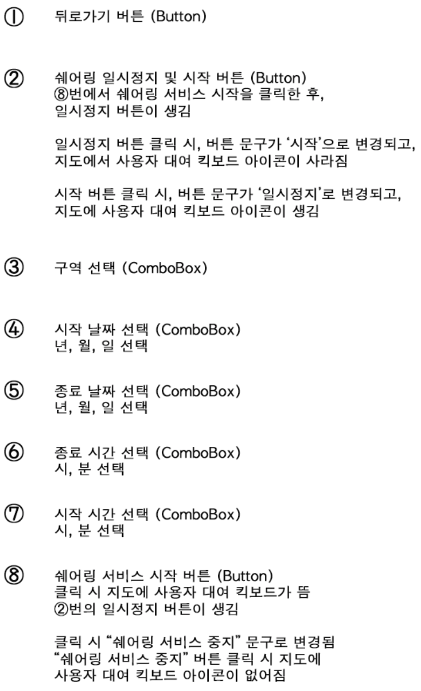 ① 뒤로가기 버튼 (Button)
② 쉐어링 일시정지 및 시작 버튼 (Button)
⑧번에서 쉐어링 서비스 시작을 클릭한 후,
일시정지 버튼이 생김
일시정지 버튼 클릭 시, 버튼 문구가 ‘시작’으로 변경되고,
지도에서 사용자 대여 킥보드 아이콘이 사라짐
시작 버튼 클릭 시, 버튼 문구가 ‘일시정지’로 변경되고,
지도에 사용자 대여 킥보드 아이콘이 생김
③ 구역 선택 (ComboBox)
④ 시작 날짜 선택 (ComboBox)
년, 월, 일 선택
⑤ 종료 날짜 선택 (ComboBox)
년, 월, 일 선택
⑥ 종료 시간 선택 (ComboBox)
시, 분 선택
⑦ 시작 시간 선택 (ComboBox)
시, 분 선택
⑧ 쉐어링 서비스 시작 버튼 (Button)
클릭 시 지도에 사용자 대여 킥보드가 뜸
②번의 일시정지 버튼이 생김
클릭 시 “쉐어링 서비스 중지” 문구로 변경됨
“쉐어링 서비스 중지” 버튼 클릭 시 지도에
사용자 대여 킥보드 아이콘이 없어짐